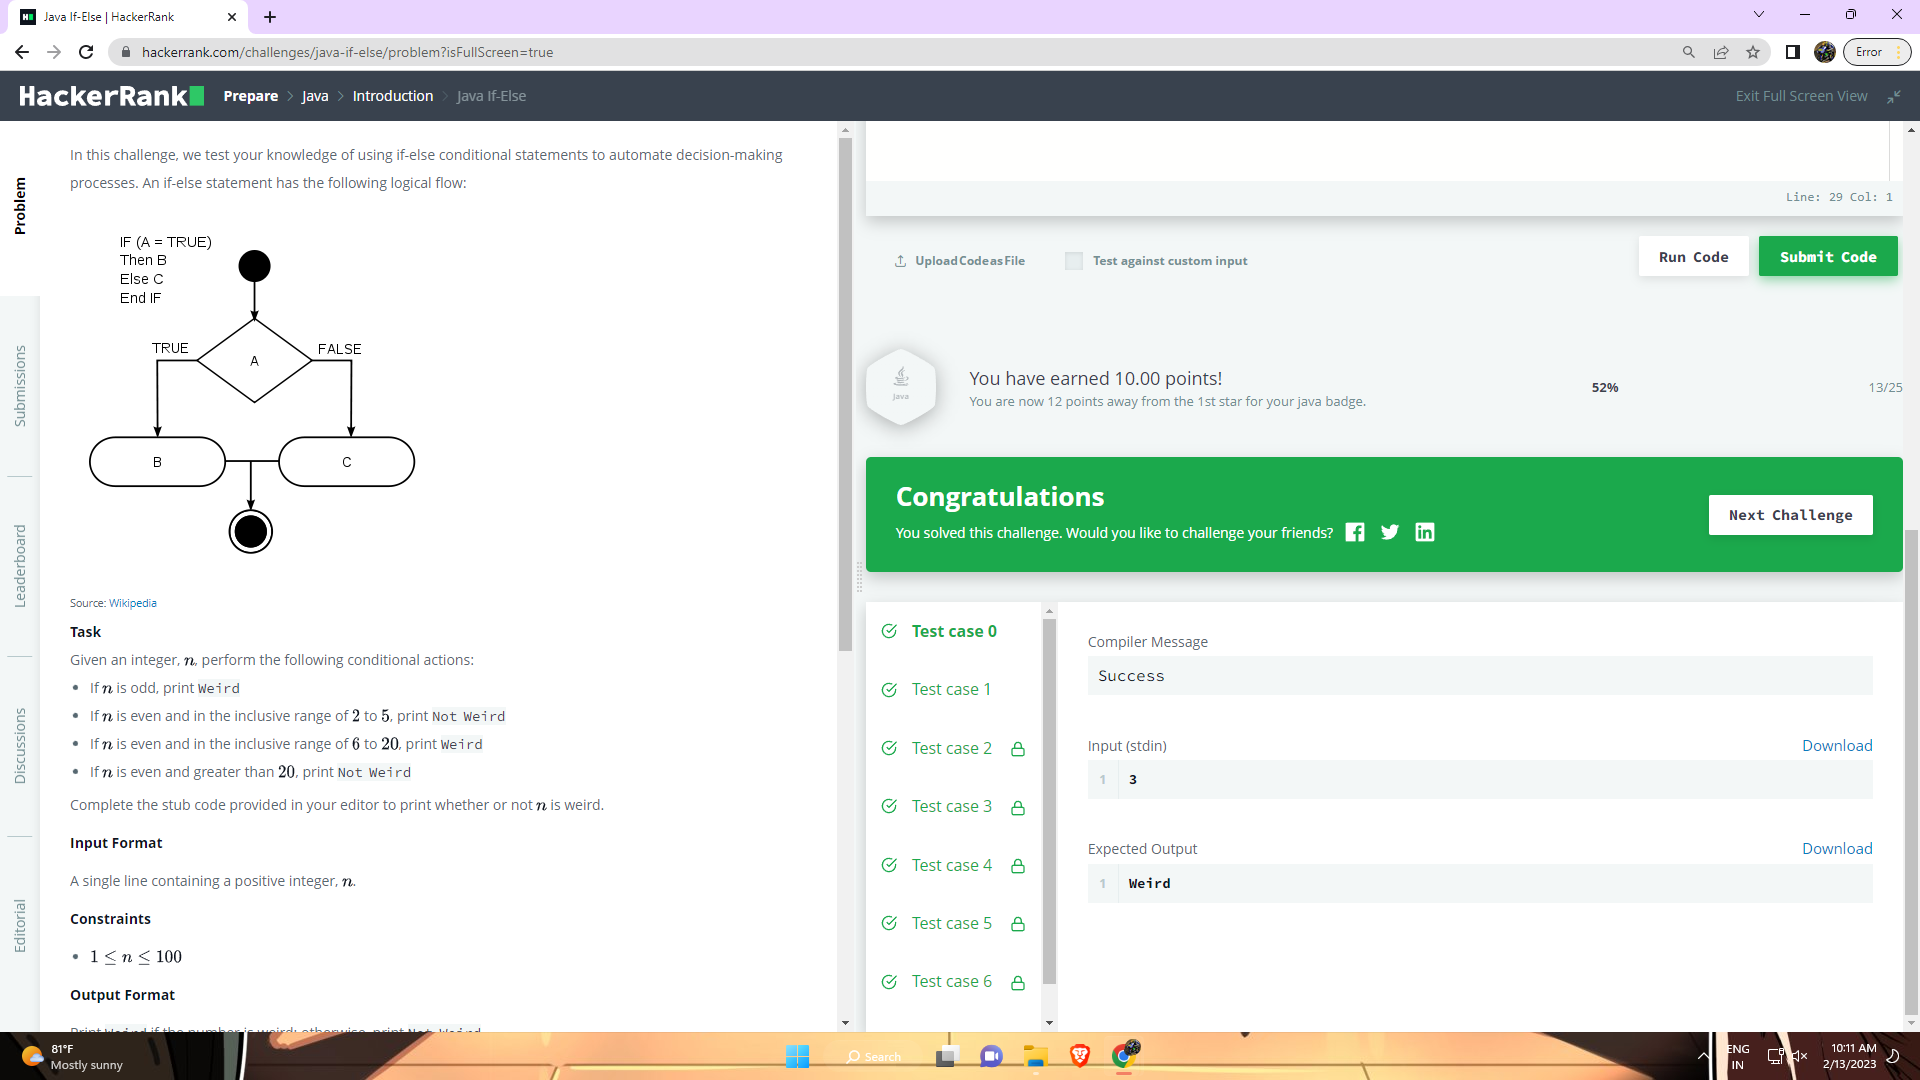 Java If-Else | HackerRank
hackerrank.com/challenges/java-if-else/problem?isFullScreen=true
Error
HackerRank
Prepare > Java > Introduction > Java If-Else
Exit Full Screen View
Problem
Submissions
Leaderboard
Discussions
Editorial
In this challenge, we test your knowledge of using if-else conditional statements to automate decision-making
processes. An if-else statement has the following logical flow:
IF (A = TRUE)
Then B
Else C
End IF
TRUE
A
FALSE
B
C
Source: Wikipedia
Task
Given an integer, n, perform the following conditional actions:
• If n is odd, print Weird
• If n is even and in the inclusive range of 2 to 5, print Not Weird
• If n is even and in the inclusive range of 6 to 20, print Weird
• If n is even and greater than 20, print Not Weird
Complete the stub code provided in your editor to print whether or not n is weird.
Input Format
A single line containing a positive integer, n.
Constraints
• 1 ≤ n ≤ 100
Output Format
Print Weird if the number is weird; otherwise, print Not Weird
Line: 29 Col: 1
Upload Code as File
Test against custom input
Run Code
Submit Code
Java
You have earned 10.00 points!
You are now 12 points away from the 1st star for your java badge.
52%
13/25
Congratulations
You solved this challenge. Would you like to challenge your friends?
Next Challenge
Test case 0
Test case 1
Test case 2
Test case 3
Test case 4
Test case 5
Test case 6
Compiler Message
Success
Input (stdin)
Download
1 3
Expected Output
Download
1 Weird
81°F
Mostly sunny
Search
ENG
IN
10:11 AM
2/13/2023